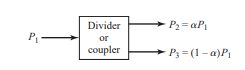 P₁
Divider
or
coupler
P₂ = αP₁
P₃ = (1 – α)P₁